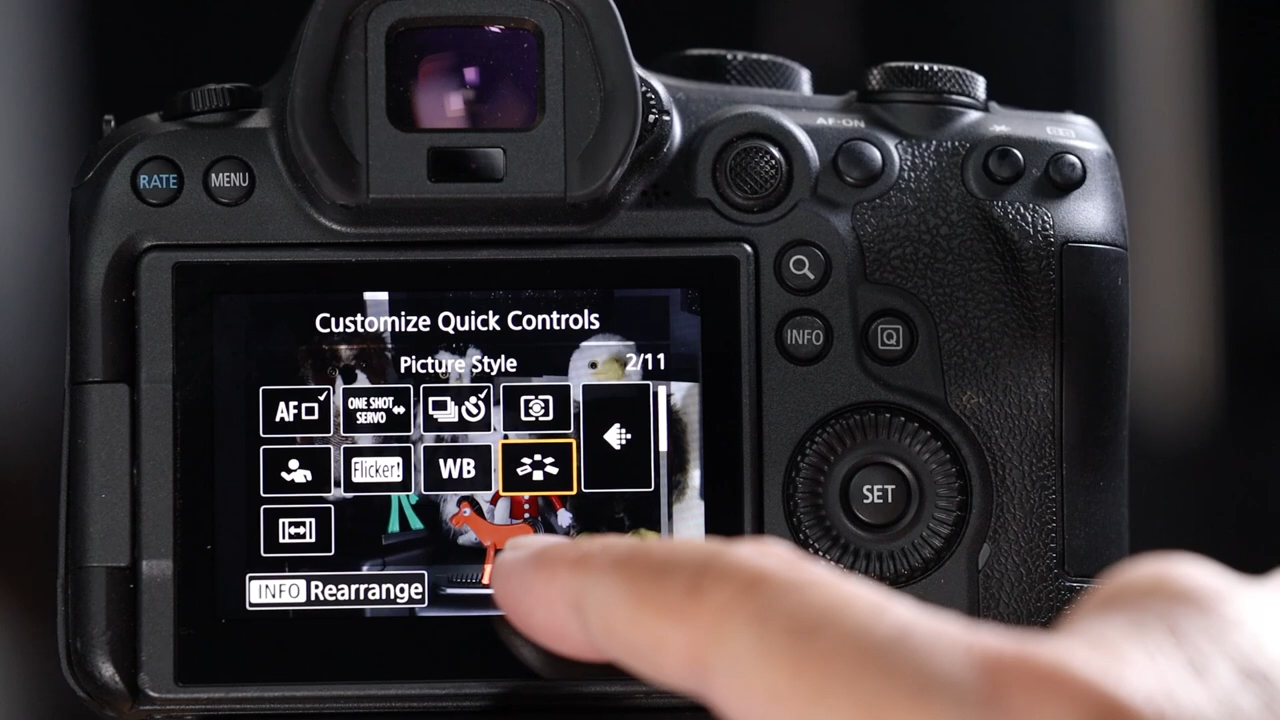 AF-ON
RATE
MENU
INFO
Q
SET
Customize Quick Controls
Picture Style
2/11
AF
ONE SHOT
SERVO
Flicker!
WB
INFO Rearrange